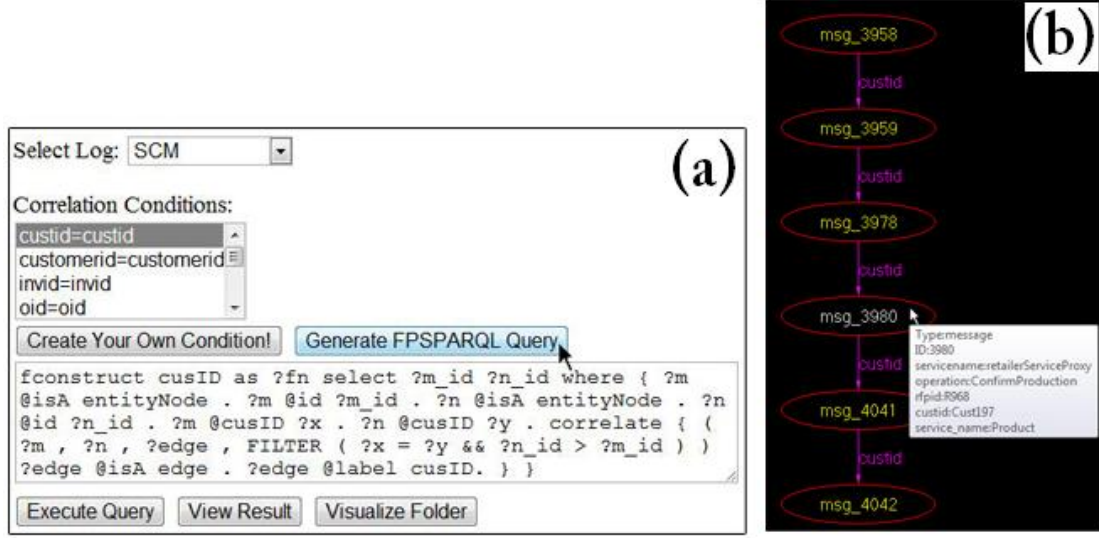 (a)
Select Log: SCM
Correlation Conditions:
custid=custid
customerid=customerid
invid=invid
oid=oid
Create Your Own Condition! Generate FPSPARQL Query
fconstruct cusID as ?fn select ?m_id ?n_id where { ?m
@isA entityNode . ?m @id ?m_id . ?n @isA entityNode . ?n
@id ?n_id . ?m @cusID ?x . ?n @cusID ?y . correlate { (
?m , ?n , ?edge , FILTER ( ?x = ?y && ?n_id > ?m_id ) )
?edge @isA edge . ?edge @label cusID. } }
Execute Query View Result Visualize Folder
(b)
msg_3958
custid
msg_3959
custid
msg_3978
custid
msg_3980
Type:message
ID:3980
servicename:retailerServiceProxy
operation:ConfirmProduction
rfpid:R968
custid:Cust197
service_name:Product
custid
msg_4041
custid
msg_4042